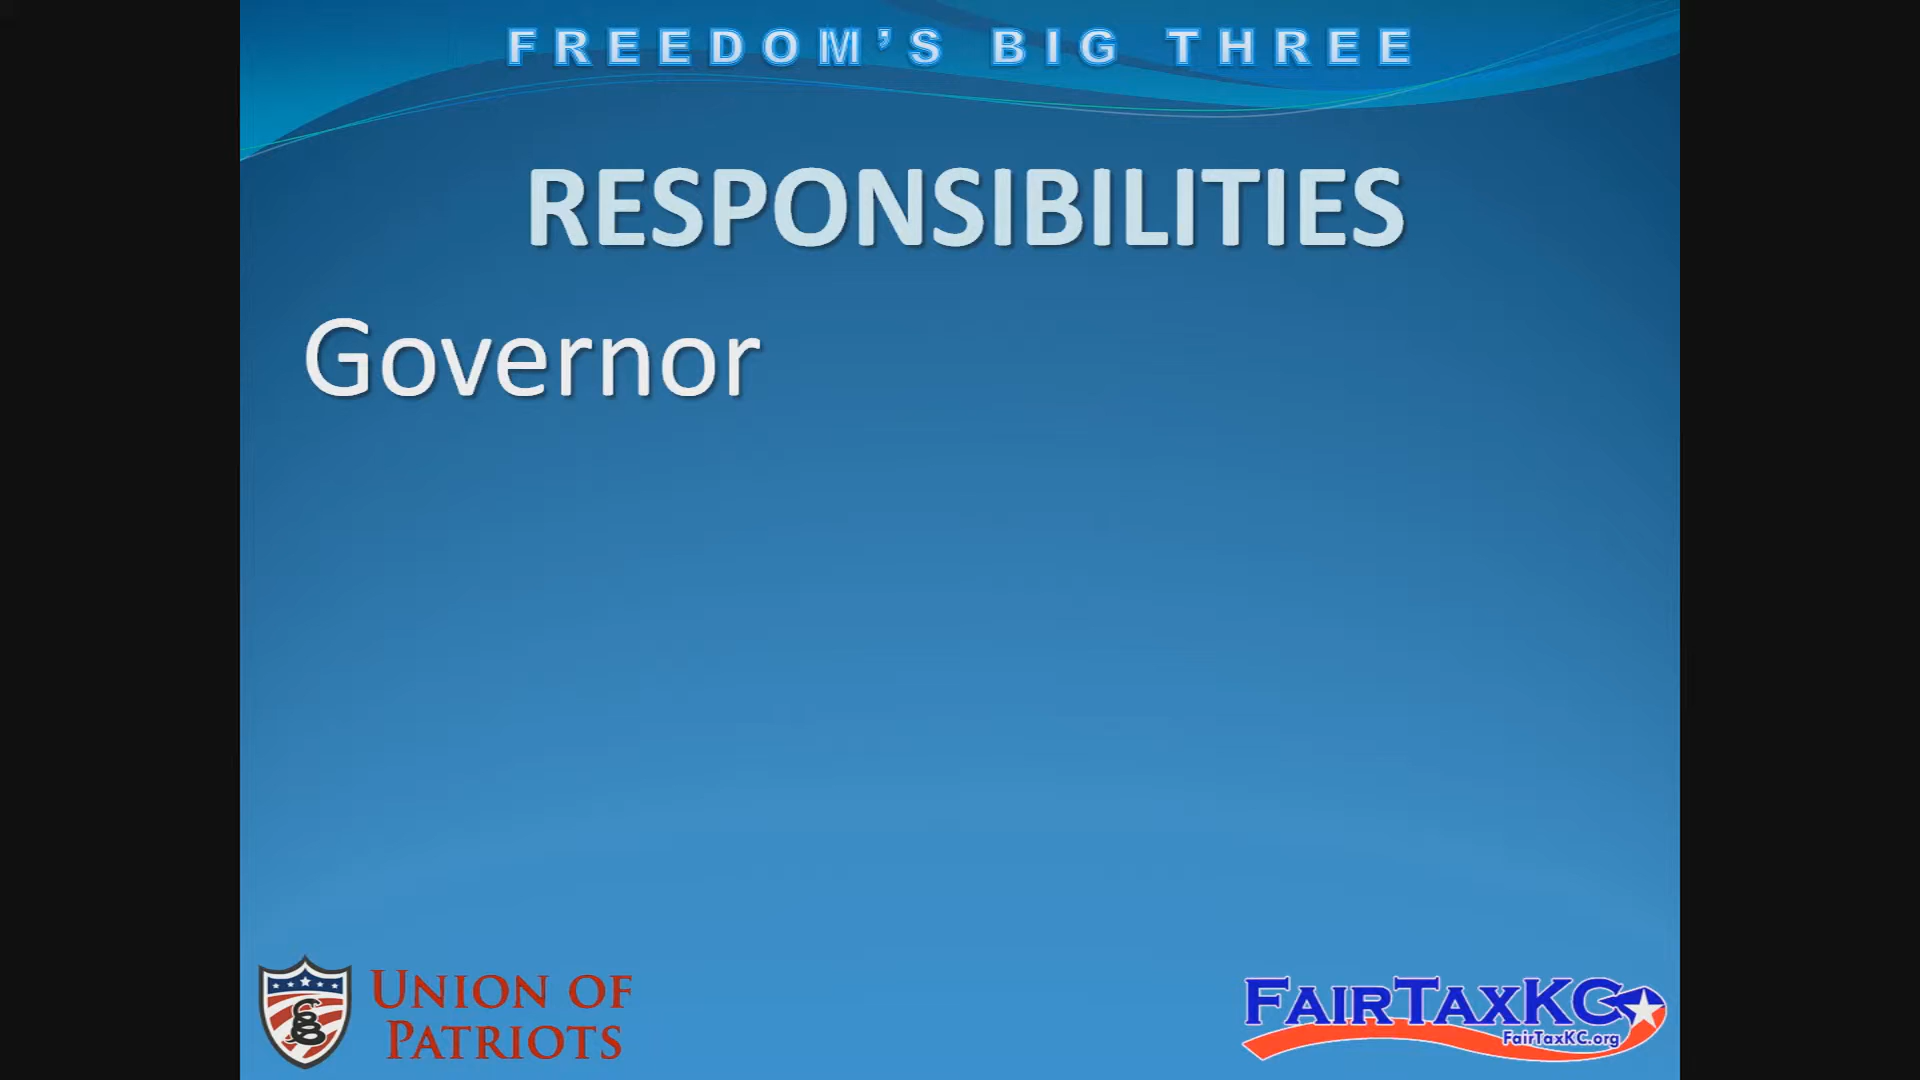 FREEDOM’S BIG THREE
RESPONSIBILITIES
Governor
UNION OF
PATRIOTS
FAIRTAXKC
FairTaxKC.org